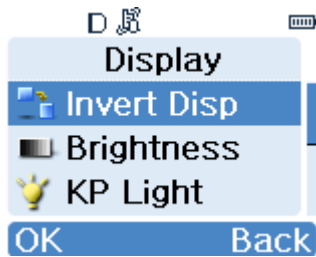 D
Display
Invert Disp
Brightness
KP Light
OK Back